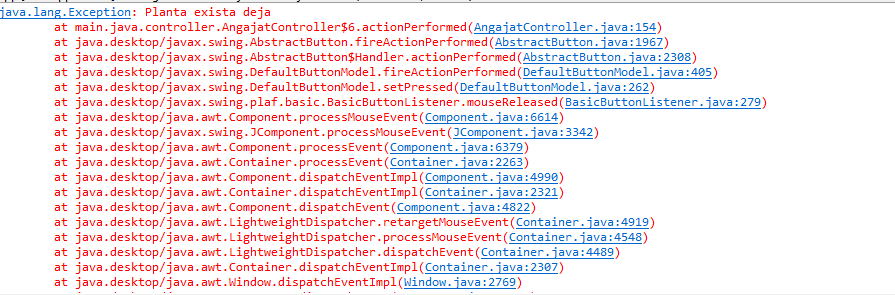 java.lang.Exception: Planta exista deja
at main.java.controller.AngajatController$6.actionPerformed(AngajatController.java:154)
at java.desktop/javax.swing.AbstractButton.fireActionPerformed(AbstractButton.java:1967)
at java.desktop/javax.swing.AbstractButton$Handler.actionPerformed(AbstractButton.java:2308)
at java.desktop/javax.swing.DefaultButtonModel.fireActionPerformed(DefaultButtonModel.java:405)
at java.desktop/javax.swing.DefaultButtonModel.setPressed(DefaultButtonModel.java:262)
at java.desktop/javax.swing.plaf.basic.BasicButtonListener.mouseReleased(BasicButtonListener.java:279)
at java.desktop/java.awt.Component.processMouseEvent(Component.java:6614)
at java.desktop/javax.swing.JComponent.processMouseEvent(JComponent.java:3342)
at java.desktop/java.awt.Component.processEvent(Component.java:6379)
at java.desktop/java.awt.Container.processEvent(Container.java:2263)
at java.desktop/java.awt.Component.dispatchEventImpl(Component.java:4990)
at java.desktop/java.awt.Container.dispatchEventImpl(Container.java:2321)
at java.desktop/java.awt.Component.dispatchEvent(Component.java:4822)
at java.desktop/java.awt.LightweightDispatcher.retargetMouseEvent(Container.java:4919)
at java.desktop/java.awt.LightweightDispatcher.processMouseEvent(Container.java:4548)
at java.desktop/java.awt.LightweightDispatcher.dispatchEvent(Container.java:4489)
at java.desktop/java.awt.Container.dispatchEventImpl(Container.java:2307)
at java.desktop/java.awt.Window.dispatchEventImpl(Window.java:2769)